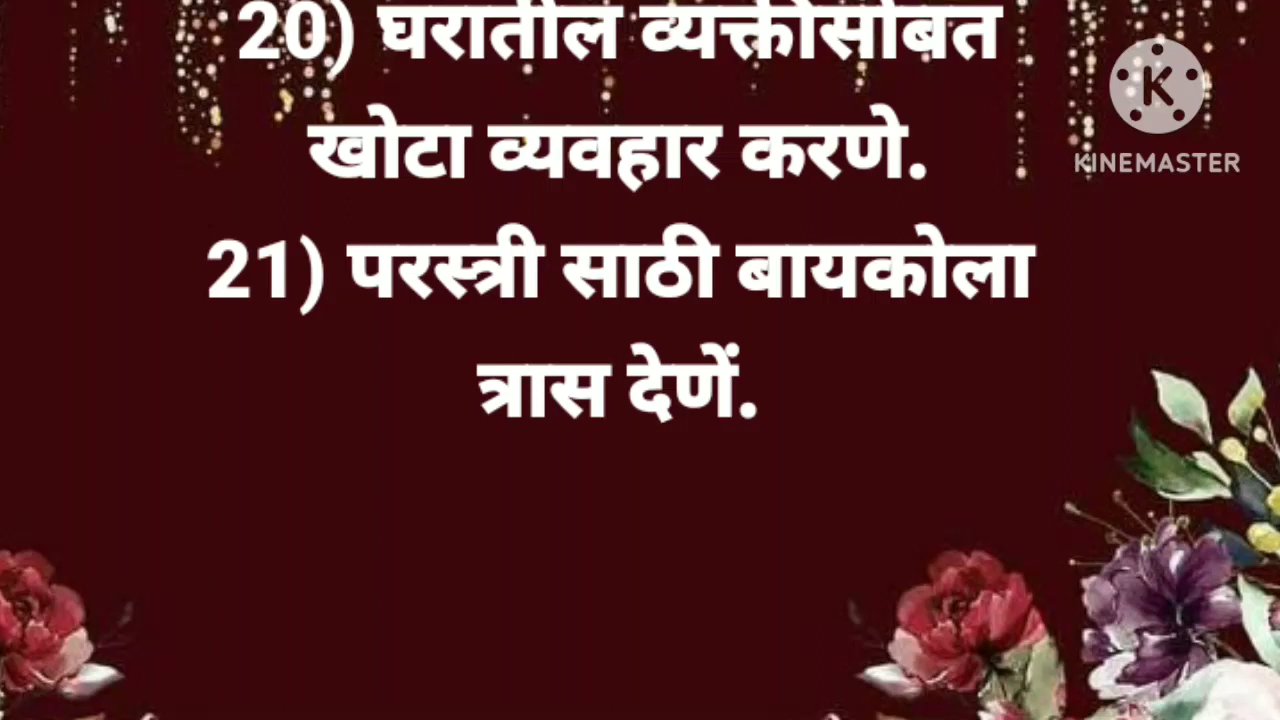 20) घरातील व्यक्तीसोबत
खोटा व्यवहार करणे.
21) परस्त्री साठी बायकोला
त्रास देणें.
K
KINEMASTER